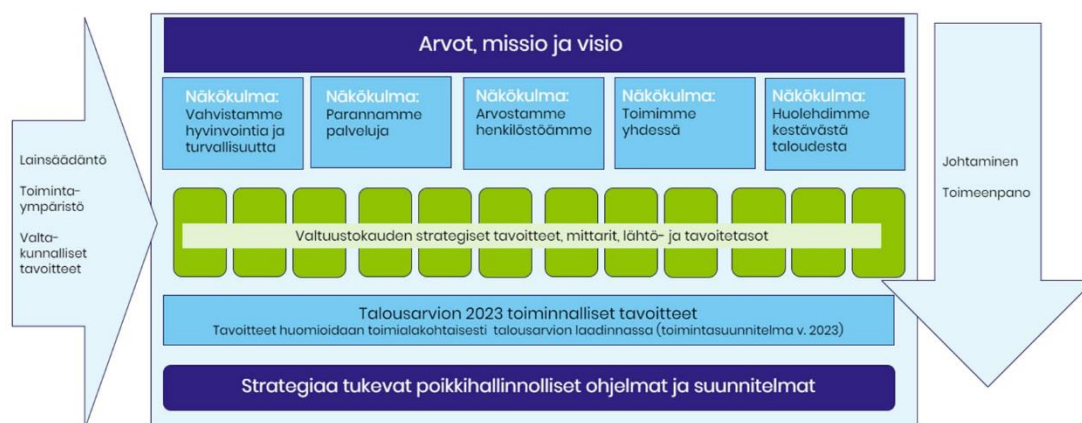 Arvot, missio ja visio
Lainsäädäntö
Toiminta-
ympäristö
Valta-
kunnalliset
tavoitteet
Näkökulma:
Vahvistamme
hyvinvointia ja
turvallisuutta
Näkökulma:
Parannamme
palveluja
Näkökulma:
Arvostamme
henkilöstöämme
Näkökulma:
Toimimme
yhdessä
Näkökulma:
Huolehdimme
kestävästä
taloudesta
Johtaminen
Toimeenpano
Valtuustokauden strategiset tavoitteet, mittarit, lähtö- ja tavoitetasot
Talousarvion 2023 toiminnalliset tavoitteet
Tavoitteet huomioidaan toimialakohtaisesti talousarvion laadinnassa (toimintasuunnitelma v. 2023)
Strategiaa tukevat poikkihallinnolliset ohjelmat ja suunnitelmat